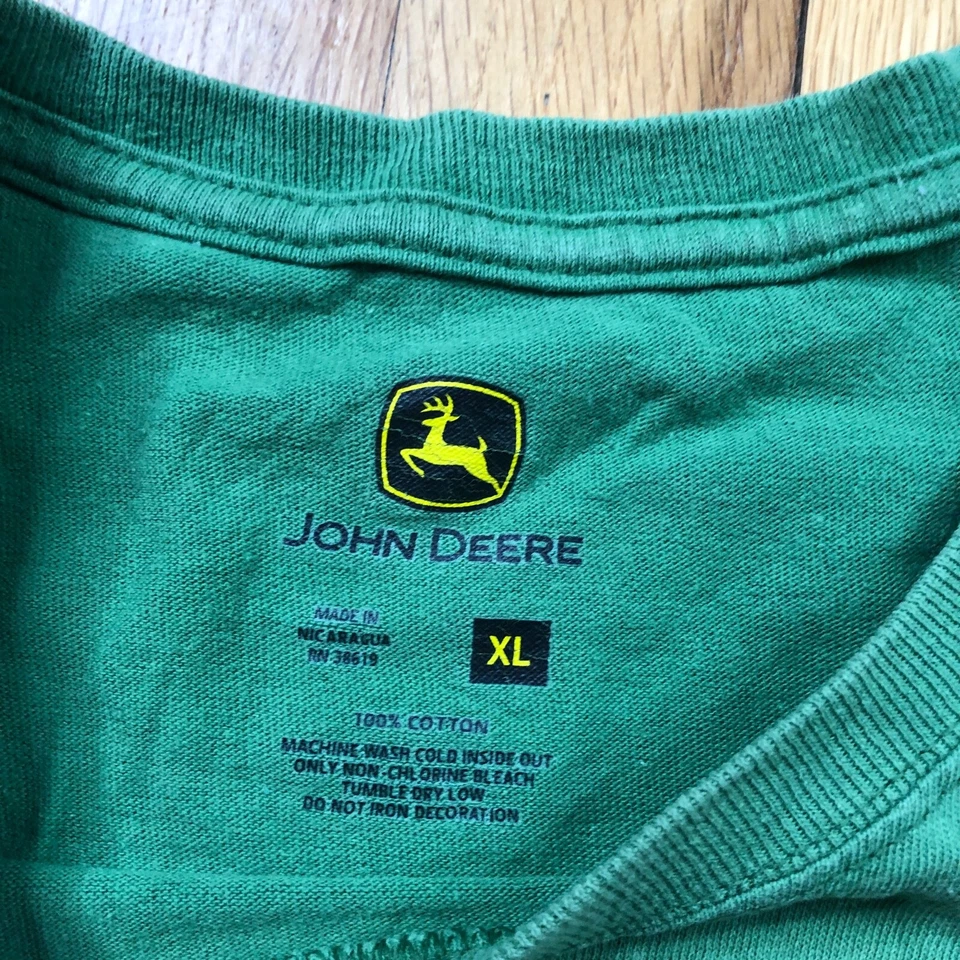 JOHN DEERE
MADE IN
NICARAGUA
RN 38619
XL
100% COTTON
MACHINE WASH COLD INSIDE OUT
ONLY NON-CHLORINE BLEACH
TUMBLE DRY LOW
DO NOT IRON DECORATION